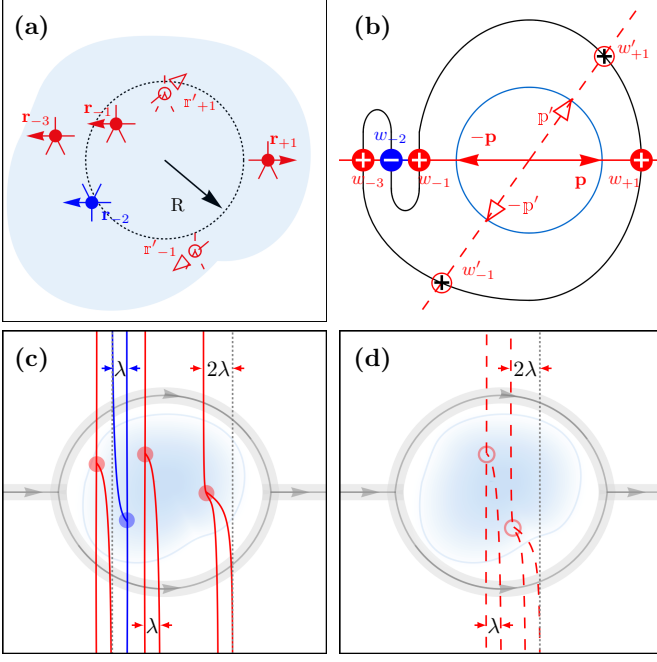 (a)
𝕣′₊₁
r₋₃
r₋₁
r₊₁
R
r₋₂
𝕣′₋₁
(b)
w′₊₁
𝕡′
w₋₂
−p
+
−
+
+
w₋₃
w₋₁
p
w₊₁
−𝕡′
w′₋₁
+
+
(c)
λ
2λ
λ
(d)
2λ
λ